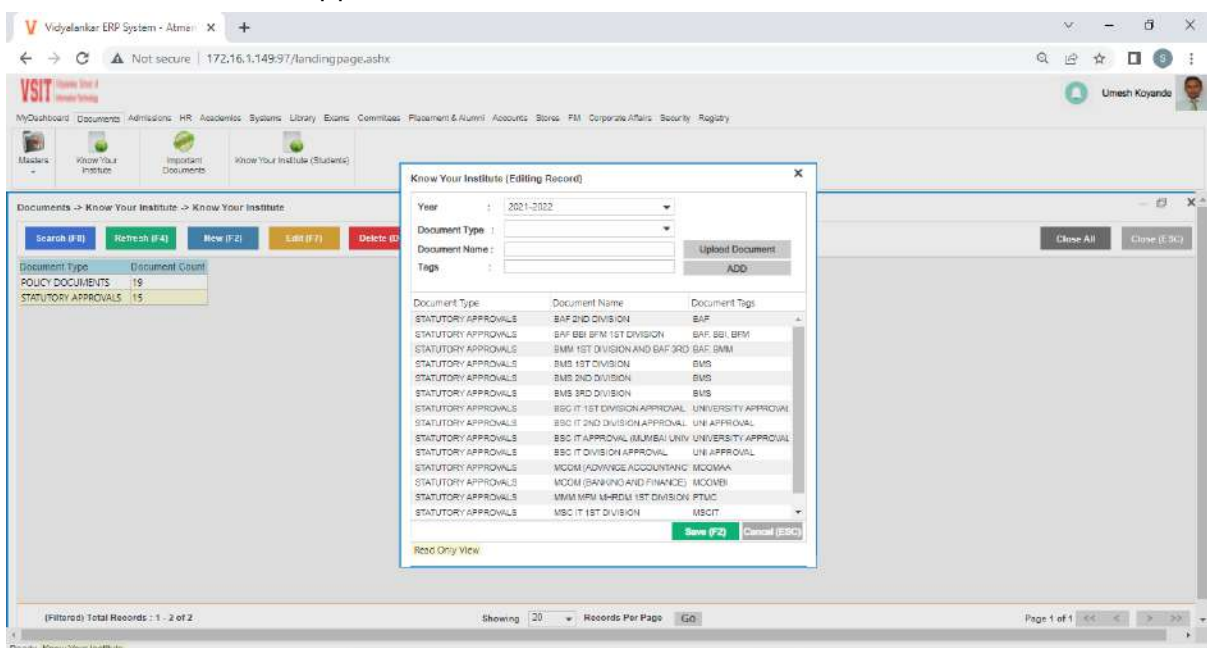 Vidyalankar ERP System - Atman X +
Not secure | 172.16.1.149:97/landingpage.ashx
VSIT
Umesh Koyande
MyDashboard Documents Admissions HR Academics Systems Library Exams Commitees Placement & Alumni Accounts Stores FM Corporate Affairs Security Registry
Masters
Know Your Institute
Important Documents
Know Your Institute (Students)
Documents -> Know Your Institute -> Know Your Institute
Search (F8) Refresh (F4) New (F2) Edit (F7) Delete (D
Close All Close (ESC)
Document Type Document Count
POLICY DOCUMENTS 19
STATUTORY APPROVALS 15
Know Your Institute (Editing Record) X
Year : 2021-2022
Document Type :
Document Name : Upload Document
Tags : ADD
Document Type Document Name Document Tags
STATUTORY APPROVALS BAF 2ND DIVISION BAF
STATUTORY APPROVALS BAF BBI BFM 1ST DIVISION BAF, BBI, BFM
STATUTORY APPROVALS BMM 1ST DIVISION AND BAF 3RD BAF, BMM
STATUTORY APPROVALS BMS 1ST DIVISION BMS
STATUTORY APPROVALS BMS 2ND DIVISION BMS
STATUTORY APPROVALS BMS 3RD DIVISION BMS
STATUTORY APPROVALS BSC IT 1ST DIVISION APPROVAL UNIVERSITY APPROVAL
STATUTORY APPROVALS BSC IT 2ND DIVISION APPROVAL UNI APPROVAL
STATUTORY APPROVALS BSC IT APPROVAL (MUMBAI UNIV UNIVERSITY APPROVAL
STATUTORY APPROVALS BSC IT DIVISION APPROVAL UNI APPROVAL
STATUTORY APPROVALS MCOM (ADVANCE ACCOUNTANC MCOMAA
STATUTORY APPROVALS MCOM (BANKING AND FINANCE) MCOMBI
STATUTORY APPROVALS MMM MFM MHRDM 1ST DIVISION PTMC
STATUTORY APPROVALS MSC IT 1ST DIVISION MSCIT
Save (F2) Cancel (ESC)
Read Only View
(Filtered) Total Records : 1 - 2 of 2 Showing 20 Records Per Page Go Page 1 of 1 << < > >>